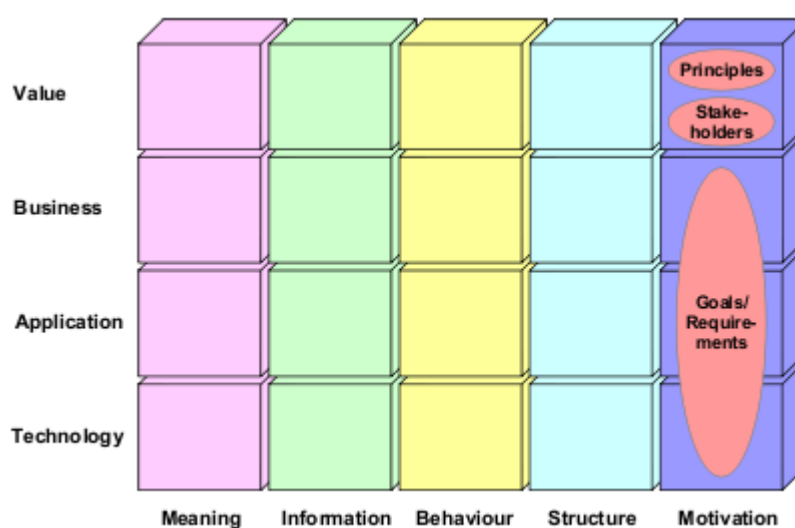 Principles
Value
Stake-
holders
Business
Goals/
Application
Require-
ments
Technology
Meaning Information Behaviour Structure Motivation